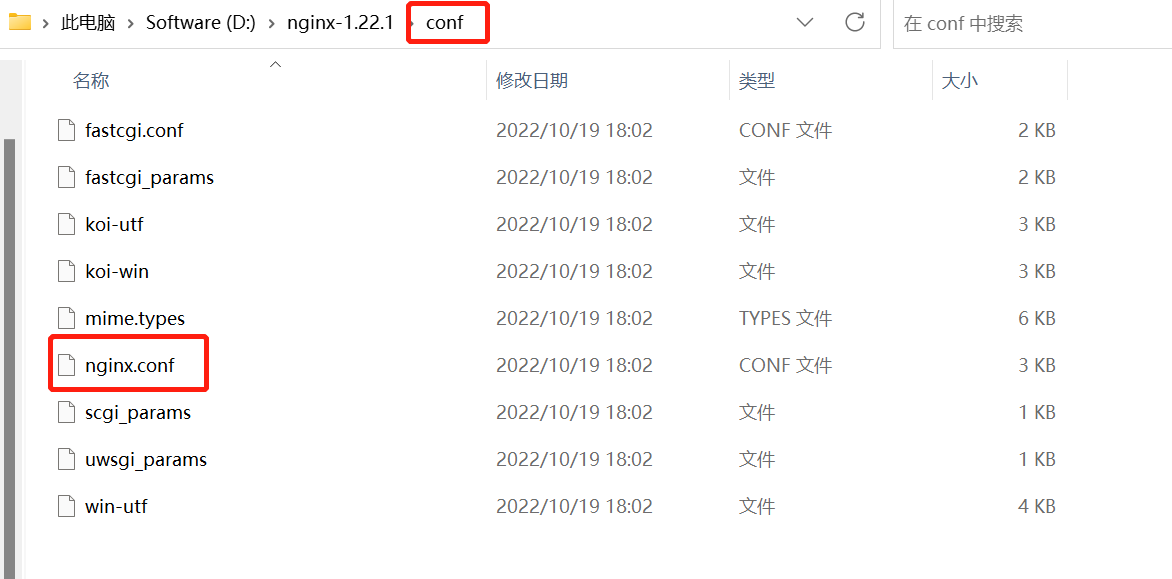 此电脑 › Software (D:) › nginx-1.22.1 › conf 在 conf 中搜索
名称 修改日期 类型 大小
fastcgi.conf 2022/10/19 18:02 CONF 文件 2 KB
fastcgi_params 2022/10/19 18:02 文件 2 KB
koi-utf 2022/10/19 18:02 文件 3 KB
koi-win 2022/10/19 18:02 文件 3 KB
mime.types 2022/10/19 18:02 TYPES 文件 6 KB
nginx.conf 2022/10/19 18:02 CONF 文件 3 KB
scgi_params 2022/10/19 18:02 文件 1 KB
uwsgi_params 2022/10/19 18:02 文件 1 KB
win-utf 2022/10/19 18:02 文件 4 KB